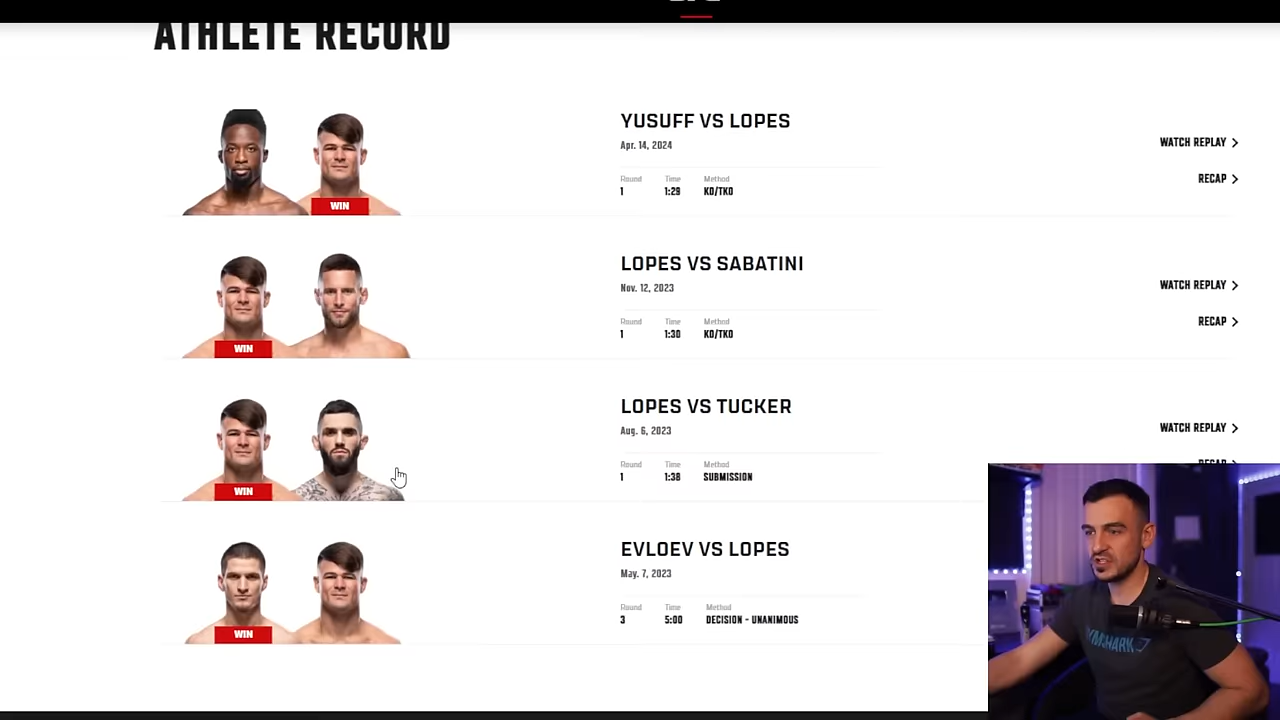 ATHLETE RECORD
YUSUFF VS LOPES
Apr. 14, 2024
WATCH REPLAY
Round Time Method
1 1:29 KO/TKO
RECAP
WIN
LOPES VS SABATINI
Nov. 12, 2023
WATCH REPLAY
Round Time Method
1 1:30 KO/TKO
RECAP
WIN
LOPES VS TUCKER
Aug. 6, 2023
WATCH REPLAY
Round Time Method
1 1:38 SUBMISSION
RECAP
WIN
EVLOEV VS LOPES
May. 7, 2023
Round Time Method
3 5:00 DECISION - UNANIMOUS
WIN
GYMSHARK